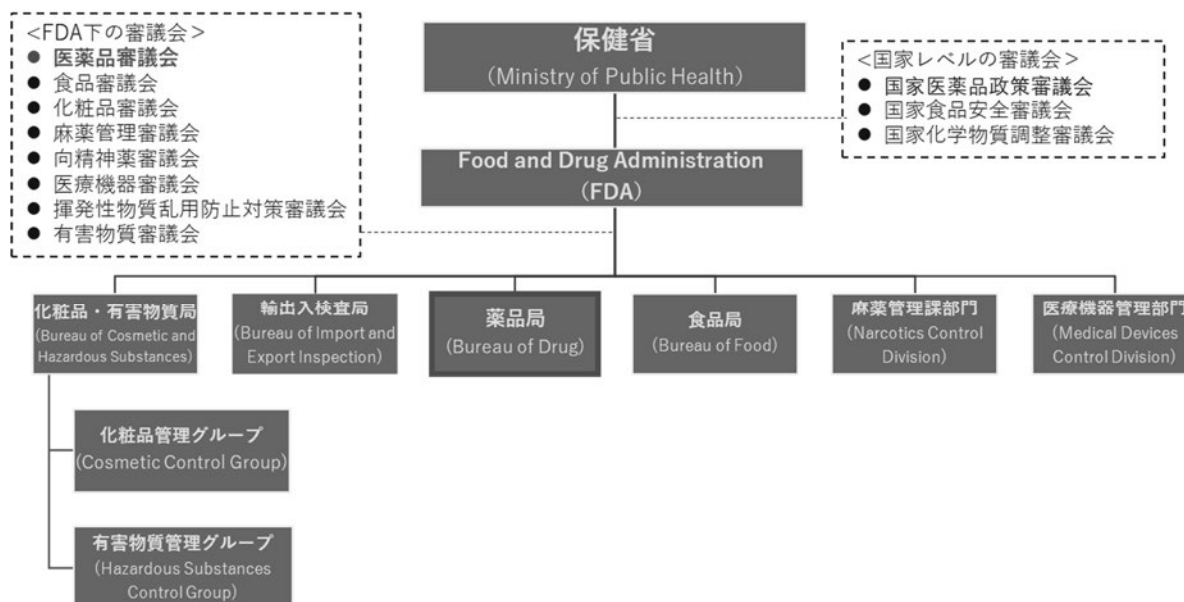 <FDA下の審議会>
● 医薬品審議会
● 食品審議会
● 化粧品審議会
● 麻薬管理審議会
● 向精神薬審議会
● 医療機器審議会
● 揮発性物質乱用防止対策審議会
● 有害物質審議会
保健省
(Ministry of Public Health)
<国家レベルの審議会>
● 国家医薬品政策審議会
● 国家食品安全審議会
● 国家化学物質調整審議会
Food and Drug Administration
(FDA)
化粧品・有害物質局
(Bureau of Cosmetic and
Hazardous Substances)
輸出入検査局
(Bureau of Import and
Export Inspection)
薬品局
(Bureau of Drug)
食品局
(Bureau of Food)
麻薬管理課部門
(Narcotics Control
Division)
医療機器管理部門
(Medical Devices
Control Division)
化粧品管理グループ
(Cosmetic Control Group)
有害物質管理グループ
(Hazardous Substances
Control Group)